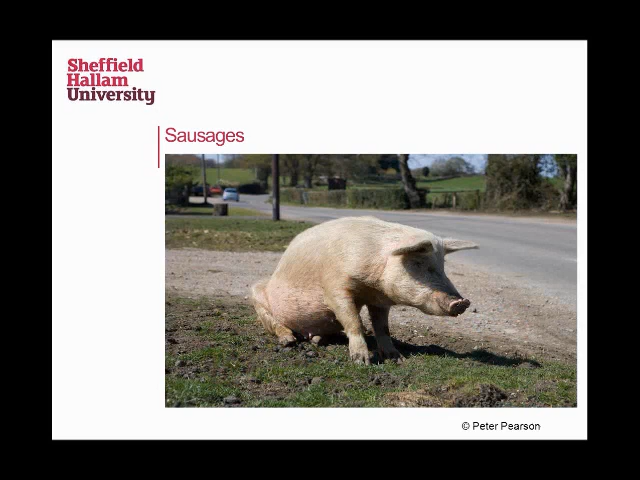 Sheffield
Hallam
University
Sausages
© Peter Pearson